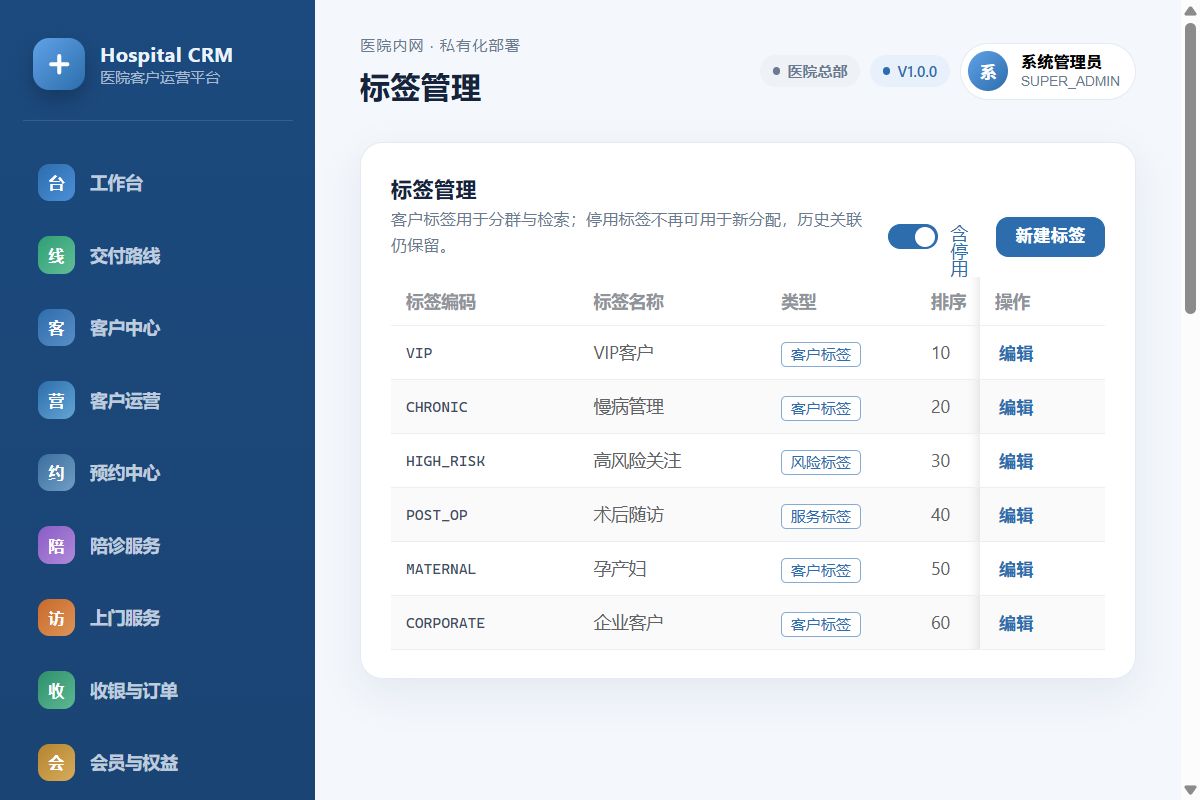 Hospital CRM
医院客户运营平台
台 工作台
线 交付路线
客 客户中心
营 客户运营
约 预约中心
陪 陪诊服务
访 上门服务
收 收银与订单
会 会员与权益
医院内网 · 私有化部署
标签管理
医院总部
V1.0.0
系
系统管理员
SUPER_ADMIN
标签管理
客户标签用于分群与检索；停用标签不再可用于新分配，历史关联
仍保留。
含停用
新建标签
标签编码 标签名称 类型 排序 操作
VIP VIP客户 客户标签 10 编辑
CHRONIC 慢病管理 客户标签 20 编辑
HIGH_RISK 高风险关注 风险标签 30 编辑
POST_OP 术后随访 服务标签 40 编辑
MATERNAL 孕产妇 客户标签 50 编辑
CORPORATE 企业客户 客户标签 60 编辑